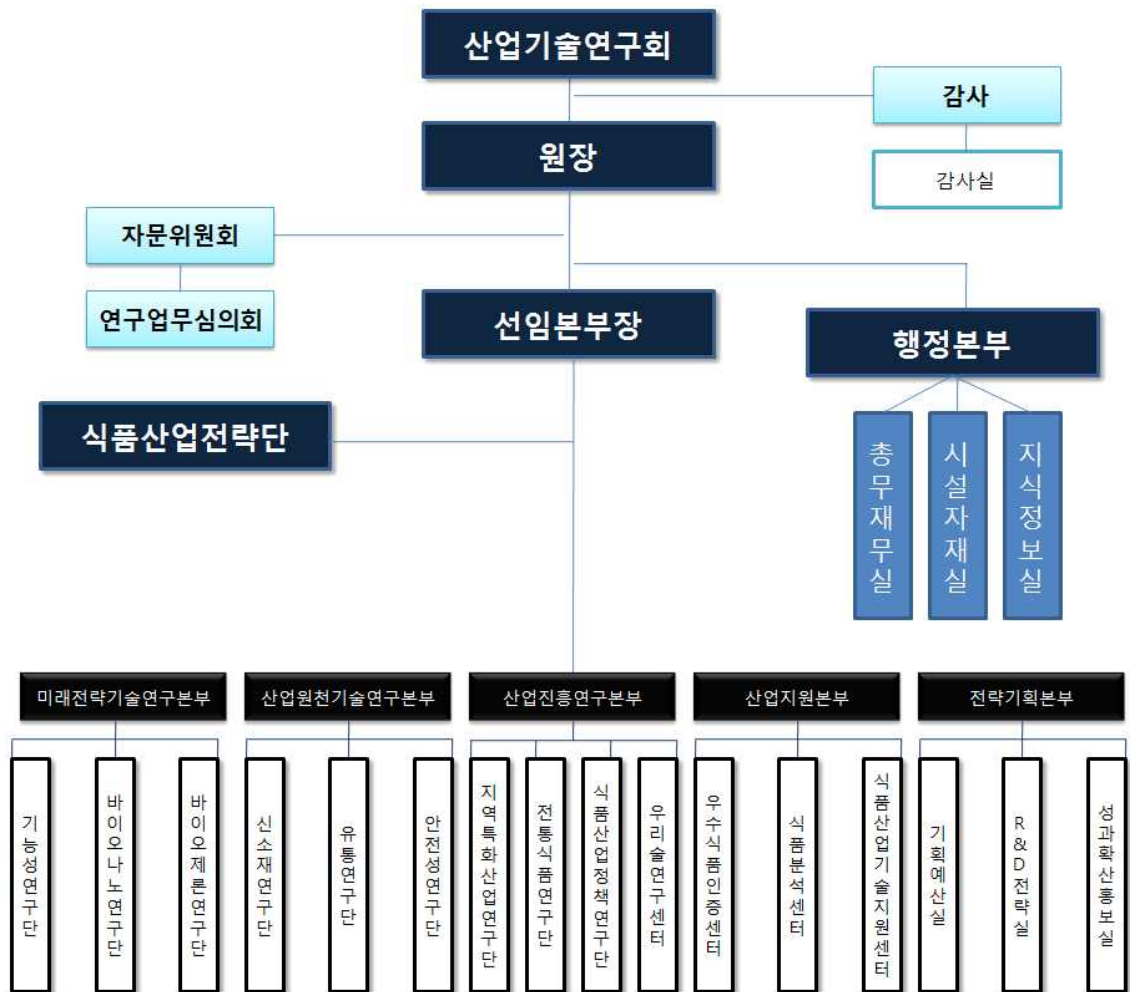 산업기술연구회
감사
원장
감사실
자문위원회
연구업무심의회
선임본부장
행정본부
식품산업전략단
총무재무실
시설자재실
지식정보실
미래전략기술연구본부
산업원천기술연구본부
산업진흥연구본부
산업지원본부
전략기획본부
기능성연구단
바이오나노연구단
바이오제론연구단
신소재연구단
유통연구단
안전성연구단
지역특화산업연구단
전통식품연구단
식품산업정책연구단
우리술연구센터
우수식품인증센터
식품분석센터
식품산업기술지원센터
기획예산실
R&D전략실
성과확산홍보실